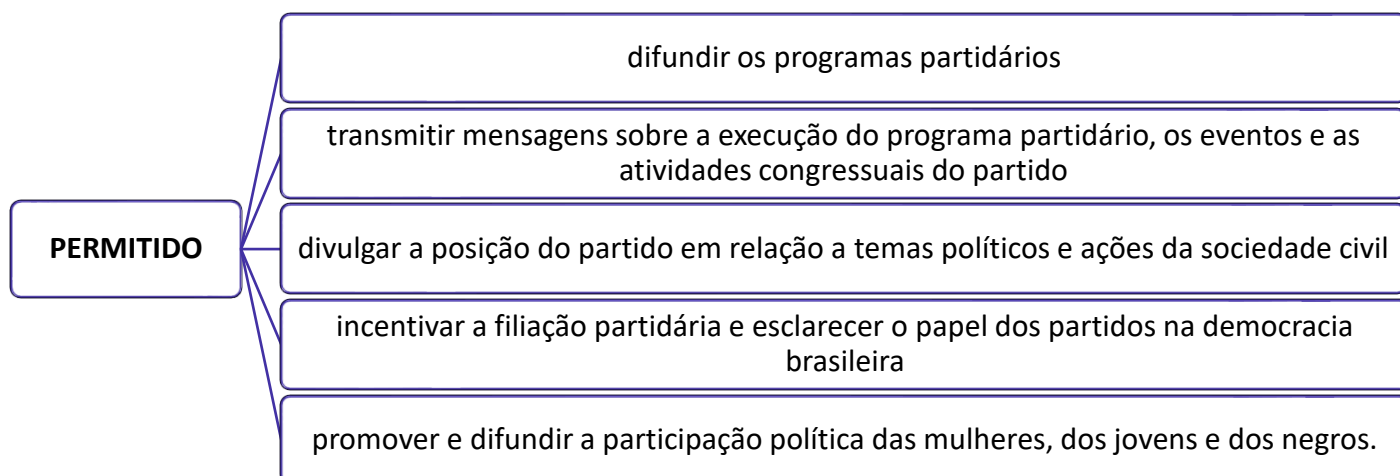 difundir os programas partidários
transmitir mensagens sobre a execução do programa partidário, os eventos e as
atividades congressuais do partido
PERMITIDO
divulgar a posição do partido em relação a temas políticos e ações da sociedade civil
incentivar a filiação partidária e esclarecer o papel dos partidos na democracia
brasileira
promover e difundir a participação política das mulheres, dos jovens e dos negros.